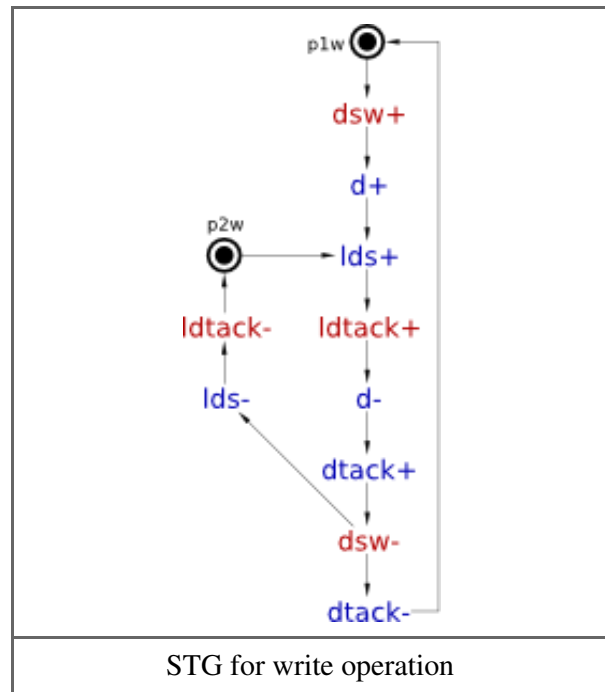 p1w
dsw+
d+
p2w
lds+
ldtack- ldtack+
lds- d-
dtack+
dsw-
dtack-
STG for write operation